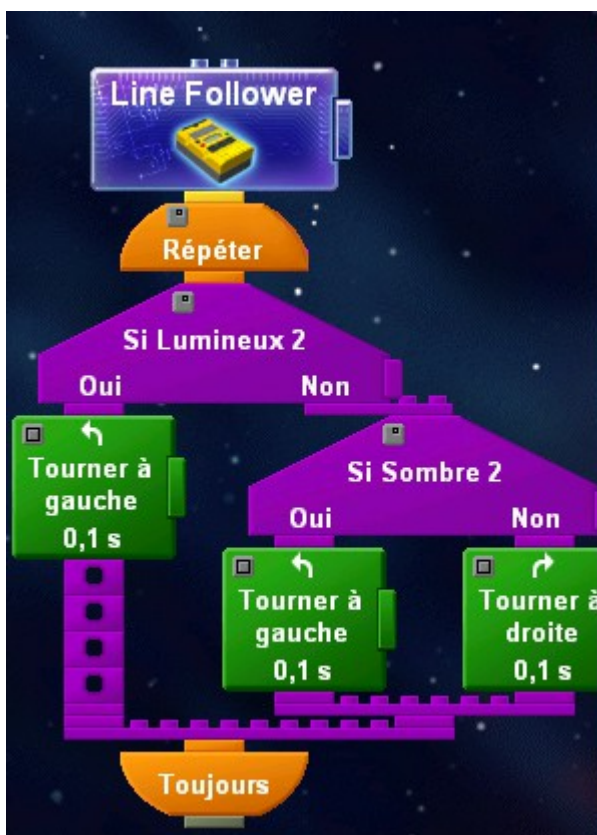 Line Follower
Répéter
Si Lumineux 2
Oui
Non
Tourner à
gauche
0,1 s
Si Sombre 2
Oui
Non
Tourner à
gauche
0,1 s
Tourner à
droite
0,1 s
Toujours